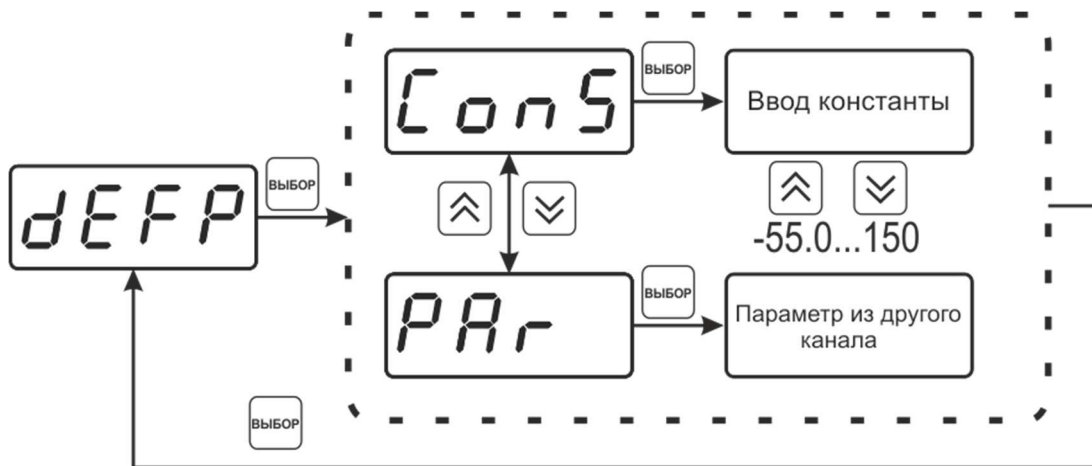 ConS
ВЫБОР
Ввод константы
dEFP
ВЫБОР
-55.0...150
PAr
ВЫБОР
Параметр из другого
канала
ВЫБОР